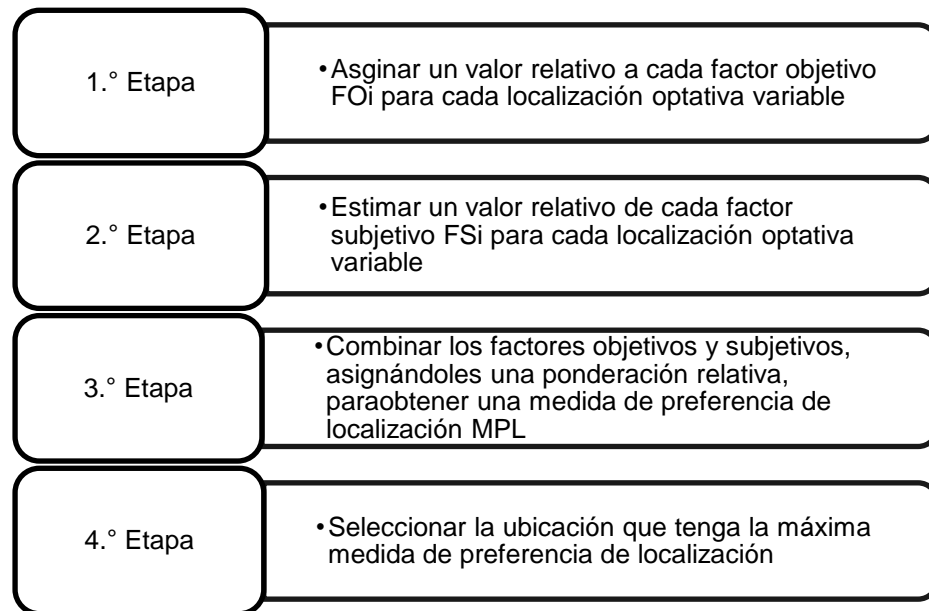 1.° Etapa
•Asginar un valor relativo a cada factor objetivo
FOi para cada localización optativa variable
2.° Etapa
•Estimar un valor relativo de cada factor
subjetivo FSi para cada localización optativa
variable
3.° Etapa
•Combinar los factores objetivos y subjetivos,
asignándoles una ponderación relativa,
paraobtener una medida de preferencia de
localización MPL
4.° Etapa
•Seleccionar la ubicación que tenga la máxima
medida de preferencia de localización